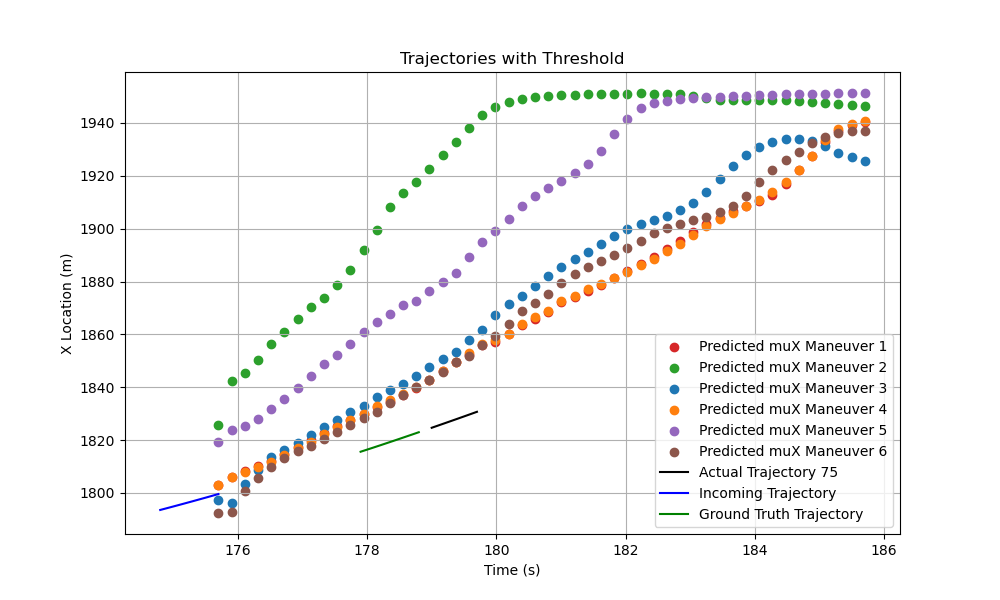 Trajectories with Threshold
X Location (m)
1940
1920
1900
1880
1860
1840
1820
1800
Predicted muX Maneuver 1
Predicted muX Maneuver 2
Predicted muX Maneuver 3
Predicted muX Maneuver 4
Predicted muX Maneuver 5
Predicted muX Maneuver 6
Actual Trajectory 75
Incoming Trajectory
Ground Truth Trajectory
176 178 180 182 184 186
Time (s)